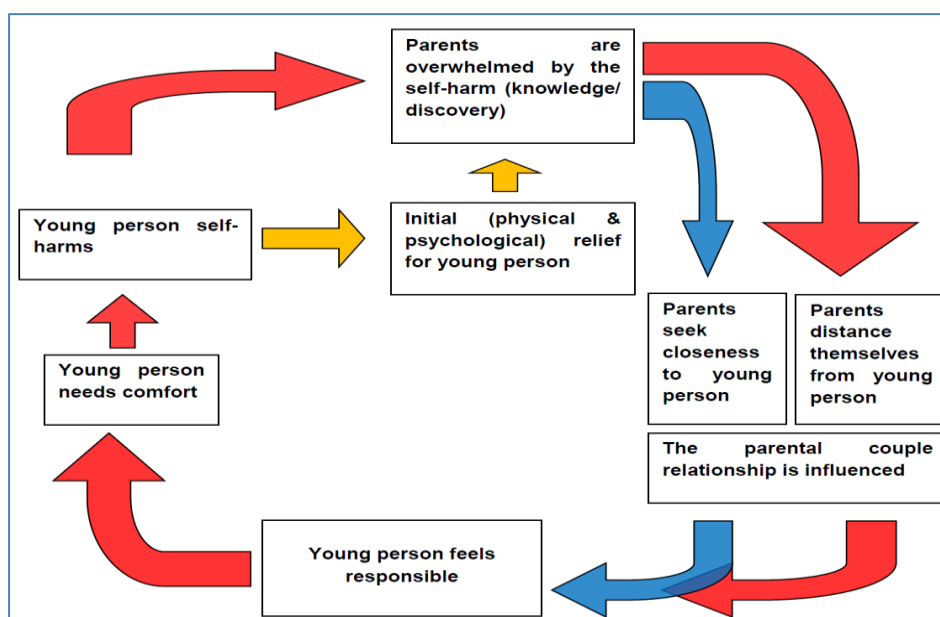 Parents are
overwhelmed by the
self-harm (knowledge/
discovery)
Young person self-
harms
Initial (physical &
psychological) relief
for young person
Parents
seek
closeness
to young
person
Parents
distance
themselves
from young
person
Young person
needs comfort
The parental couple
relationship is influenced
Young person feels
responsible